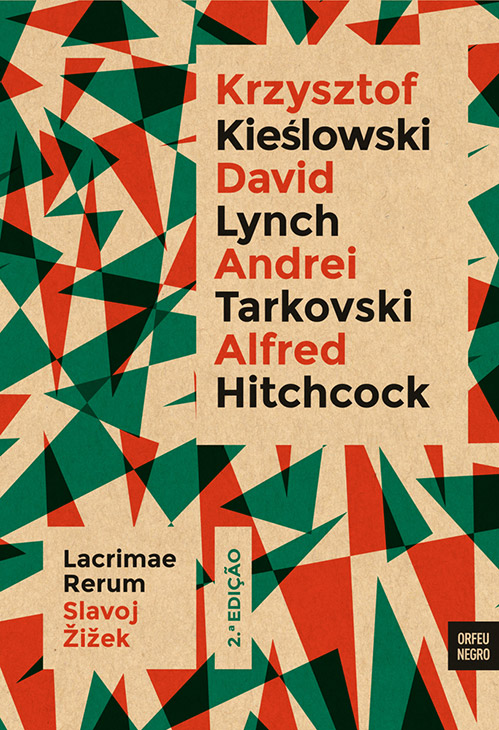 Krzysztof
Kieślowski
David
Lynch
Andrei
Tarkovski
Alfred
Hitchcock
Lacrimae
Rerum
Slavoj
Žižek
2.ª EDIÇÃO
ORFEU
NEGRO